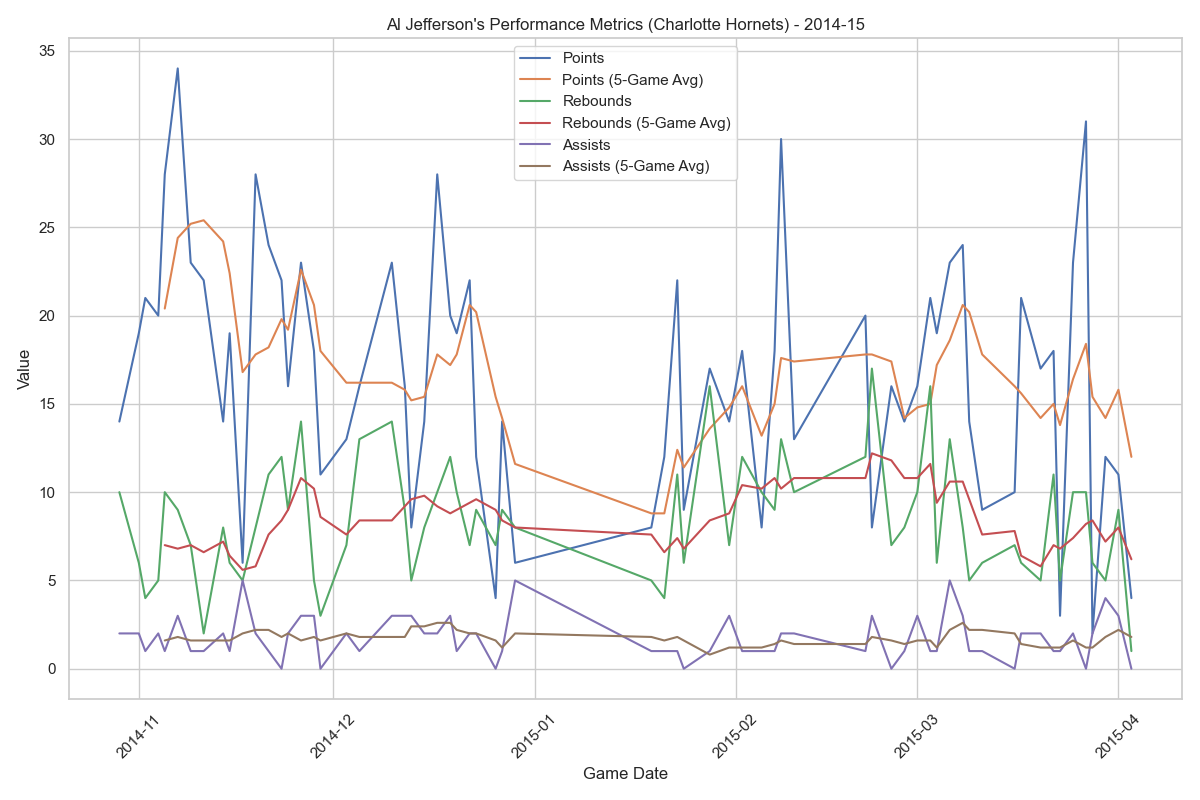 Al Jefferson's Performance Metrics (Charlotte Hornets) - 2014-15
Points
Points (5-Game Avg)
Rebounds
Rebounds (5-Game Avg)
Assists
Assists (5-Game Avg)
Value
35
30
25
20
15
10
5
0
2014-11
2014-12
2015-01
2015-02
2015-03
2015-04
Game Date